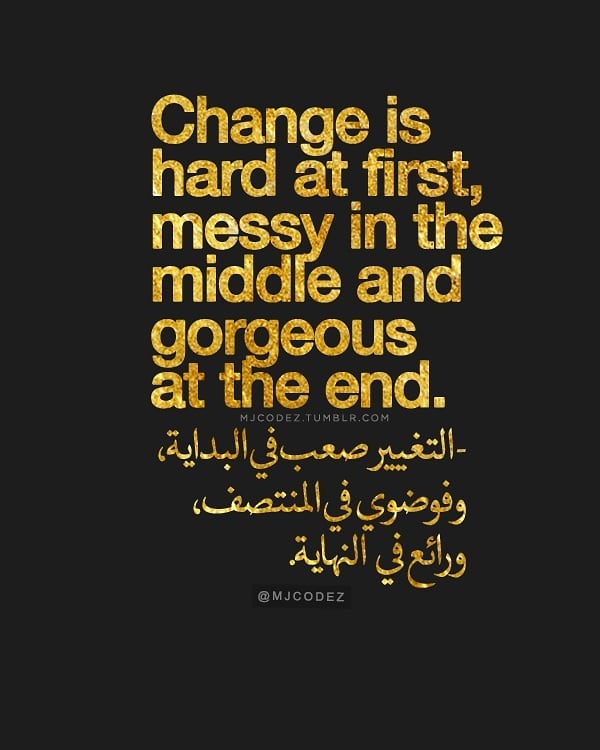 Change is
hard at first,
messy in the
middle and
gorgeous
at the end.
MJCODEZ.TUMBLR.COM
-التغيير صعب في البداية،
وفوضوي في المنتصف،
ورائع في النهاية.
@MJCODEZ